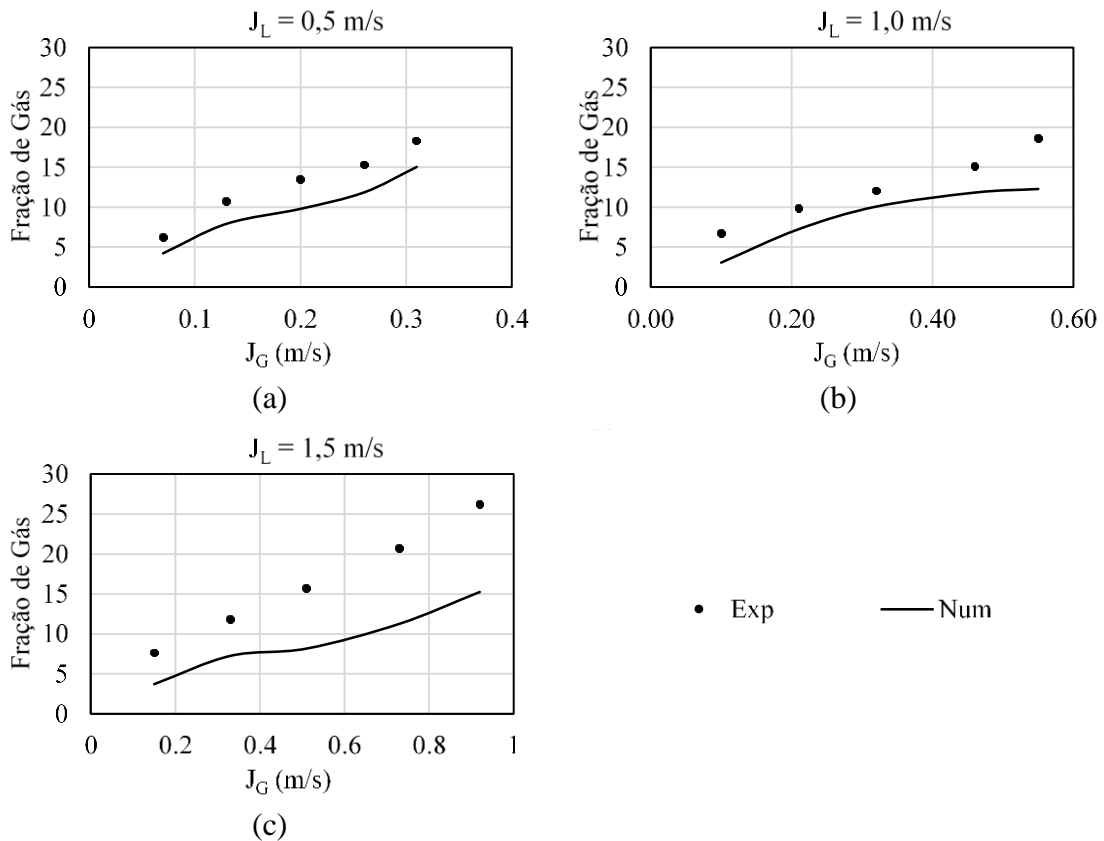 J_L = 0,5 m/s
30
25
20
15
10
5
0
Fração de Gás
0 0.1 0.2 0.3 0.4
J_G (m/s)
(a)
J_L = 1,0 m/s
30
25
20
15
10
5
0
Fração de Gás
0.00 0.20 0.40 0.60
J_G (m/s)
(b)
J_L = 1,5 m/s
30
25
20
15
10
5
0
Fração de Gás
0 0.2 0.4 0.6 0.8 1
J_G (m/s)
(c)
Exp Num